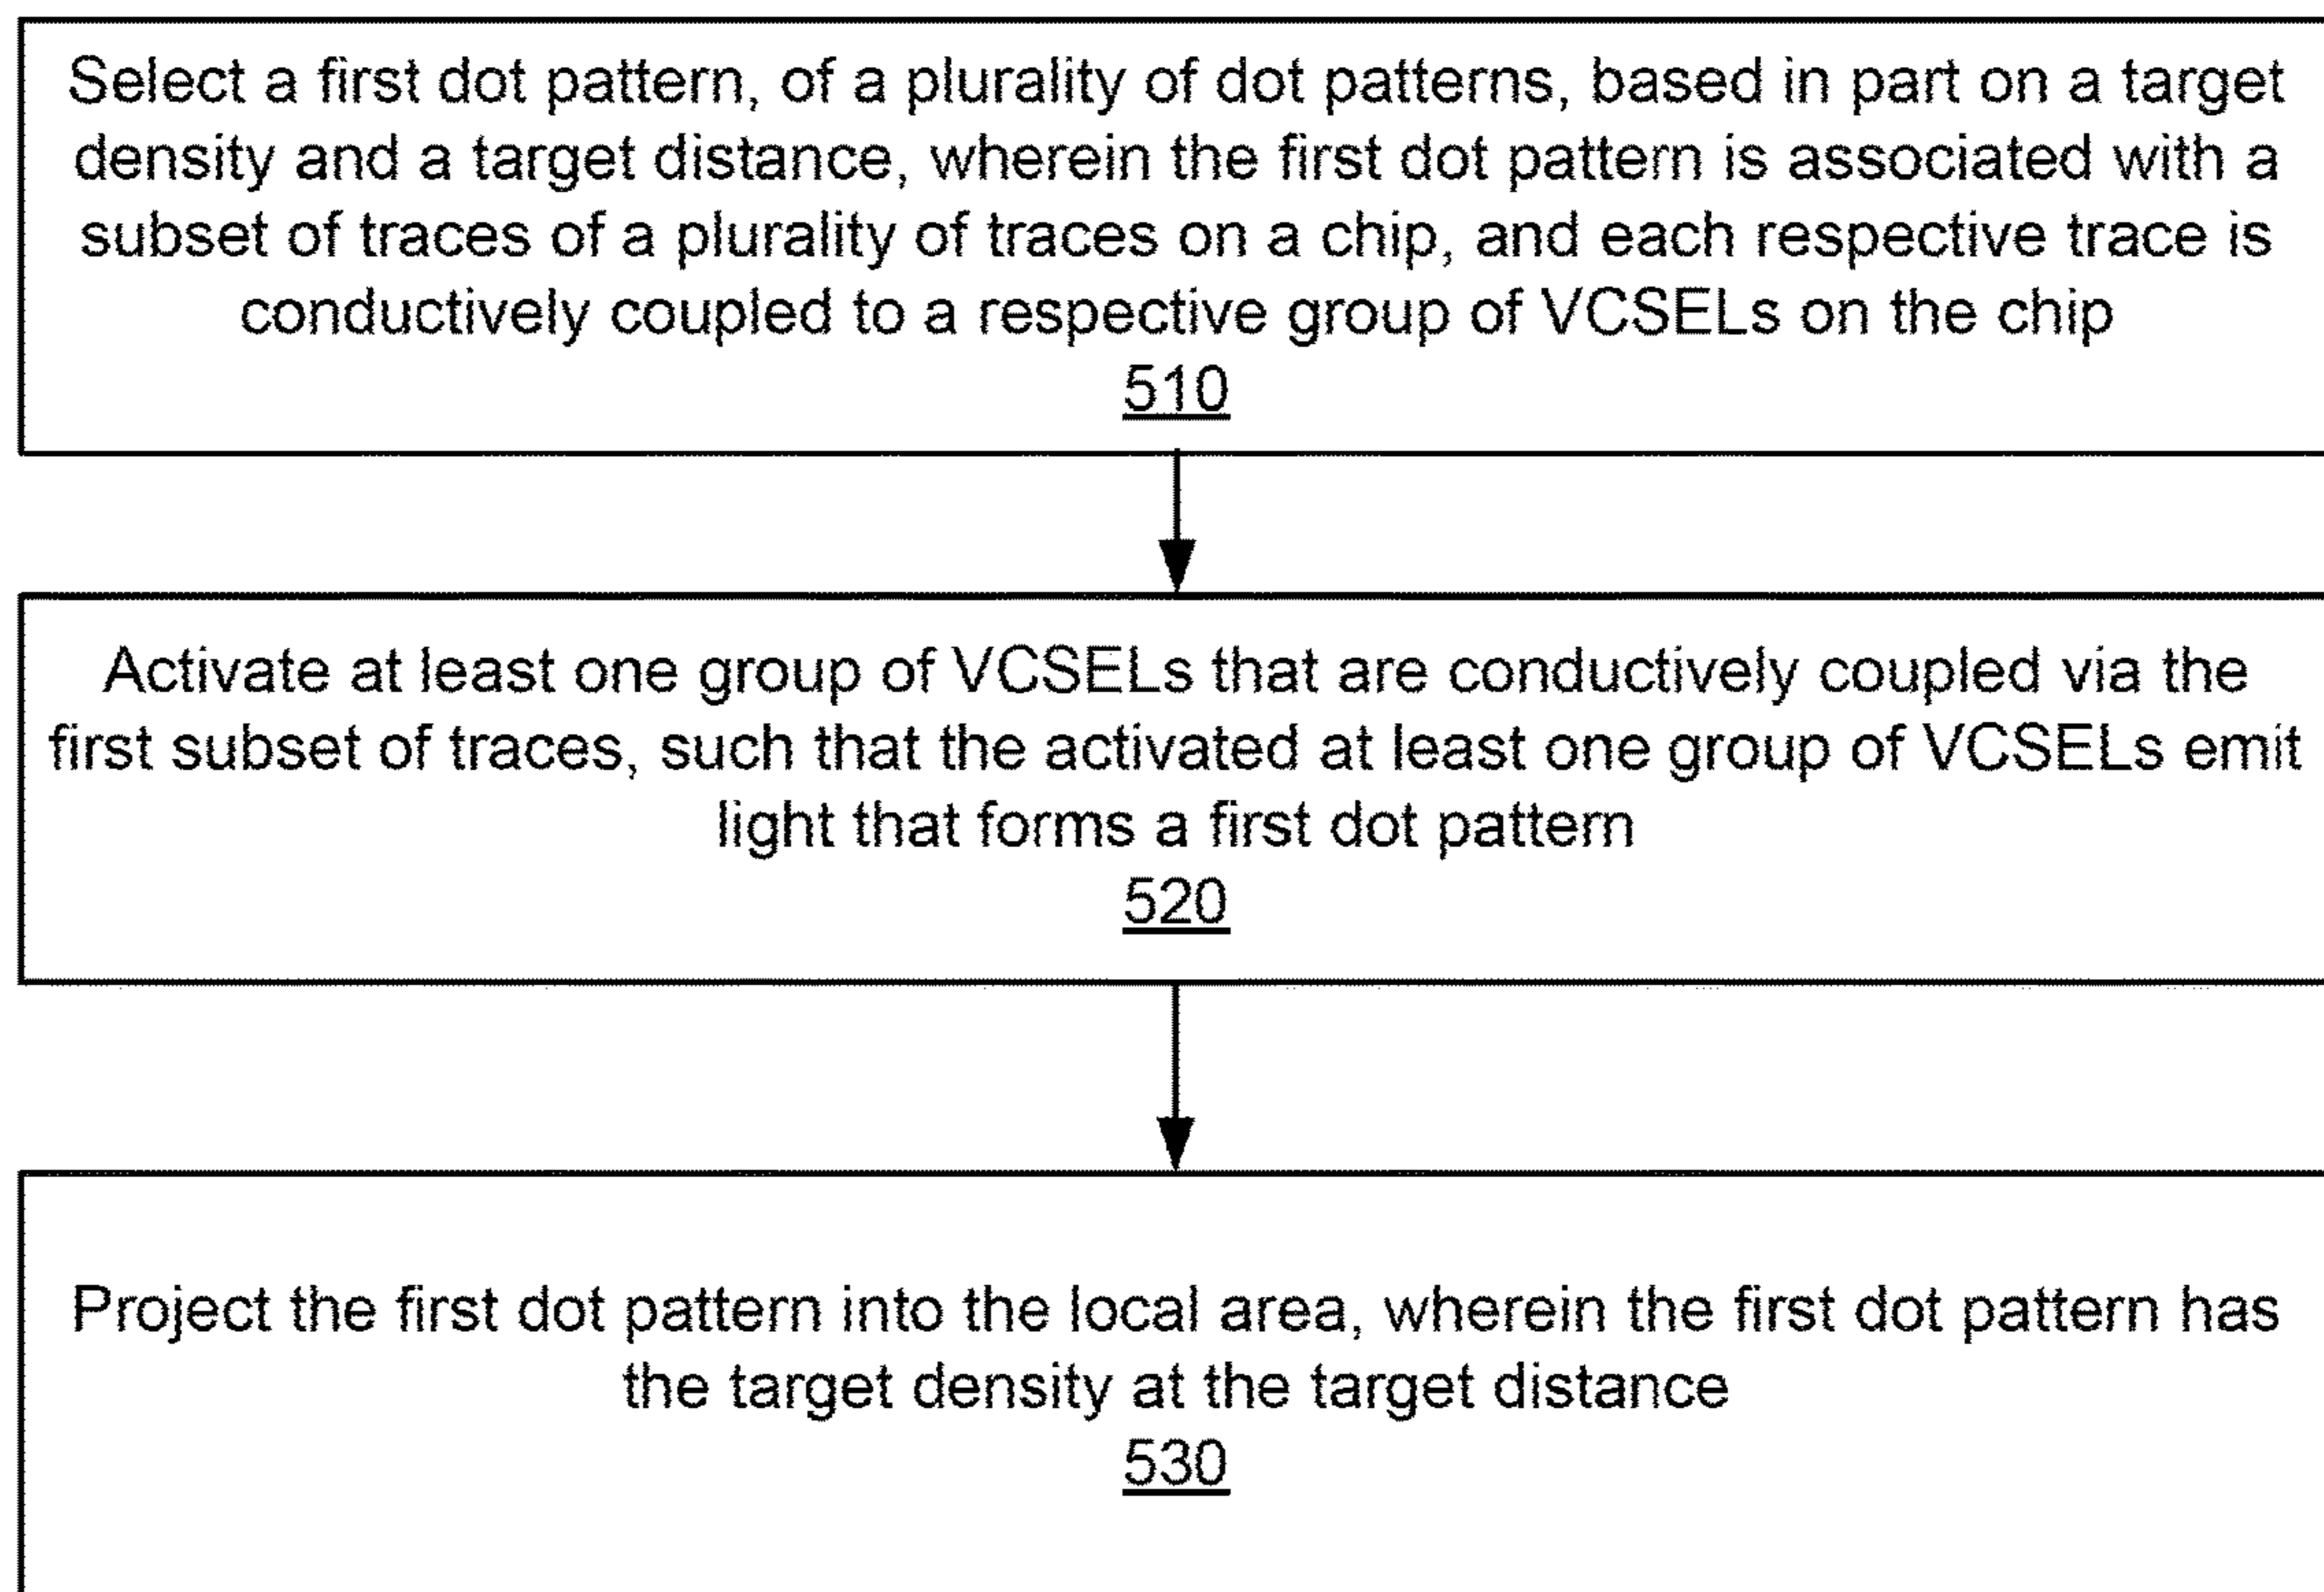 Select a first dot pattern, of a plurality of dot patterns, based in part on a target
density and a target distance, wherein the first dot pattern is associated with a
subset of traces of a plurality of traces on a chip, and each respective trace is
conductively coupled to a respective group of VCSELs on the chip
510
Activate at least one group of VCSELs that are conductively coupled via the
first subset of traces, such that the activated at least one group of VCSELs emit
light that forms a first dot pattern
520
Project the first dot pattern into the local area, wherein the first dot pattern has
the target density at the target distance
530